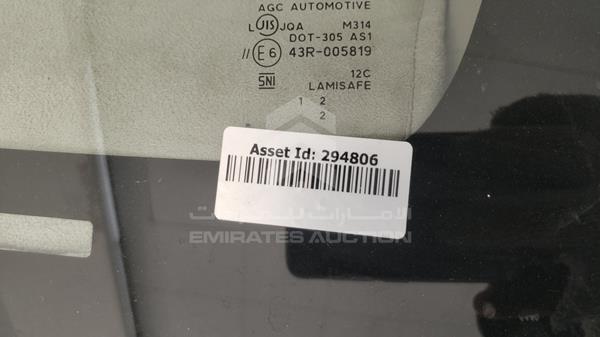 AGC AUTOMOTIVE
L JIS JQA M314
DOT-305 AS1
// E6 43R-005819
SNI 12C
LAMISAFE
1 2
2
Asset Id: 294806
الامارات للمزادات
EMIRATES AUCTION